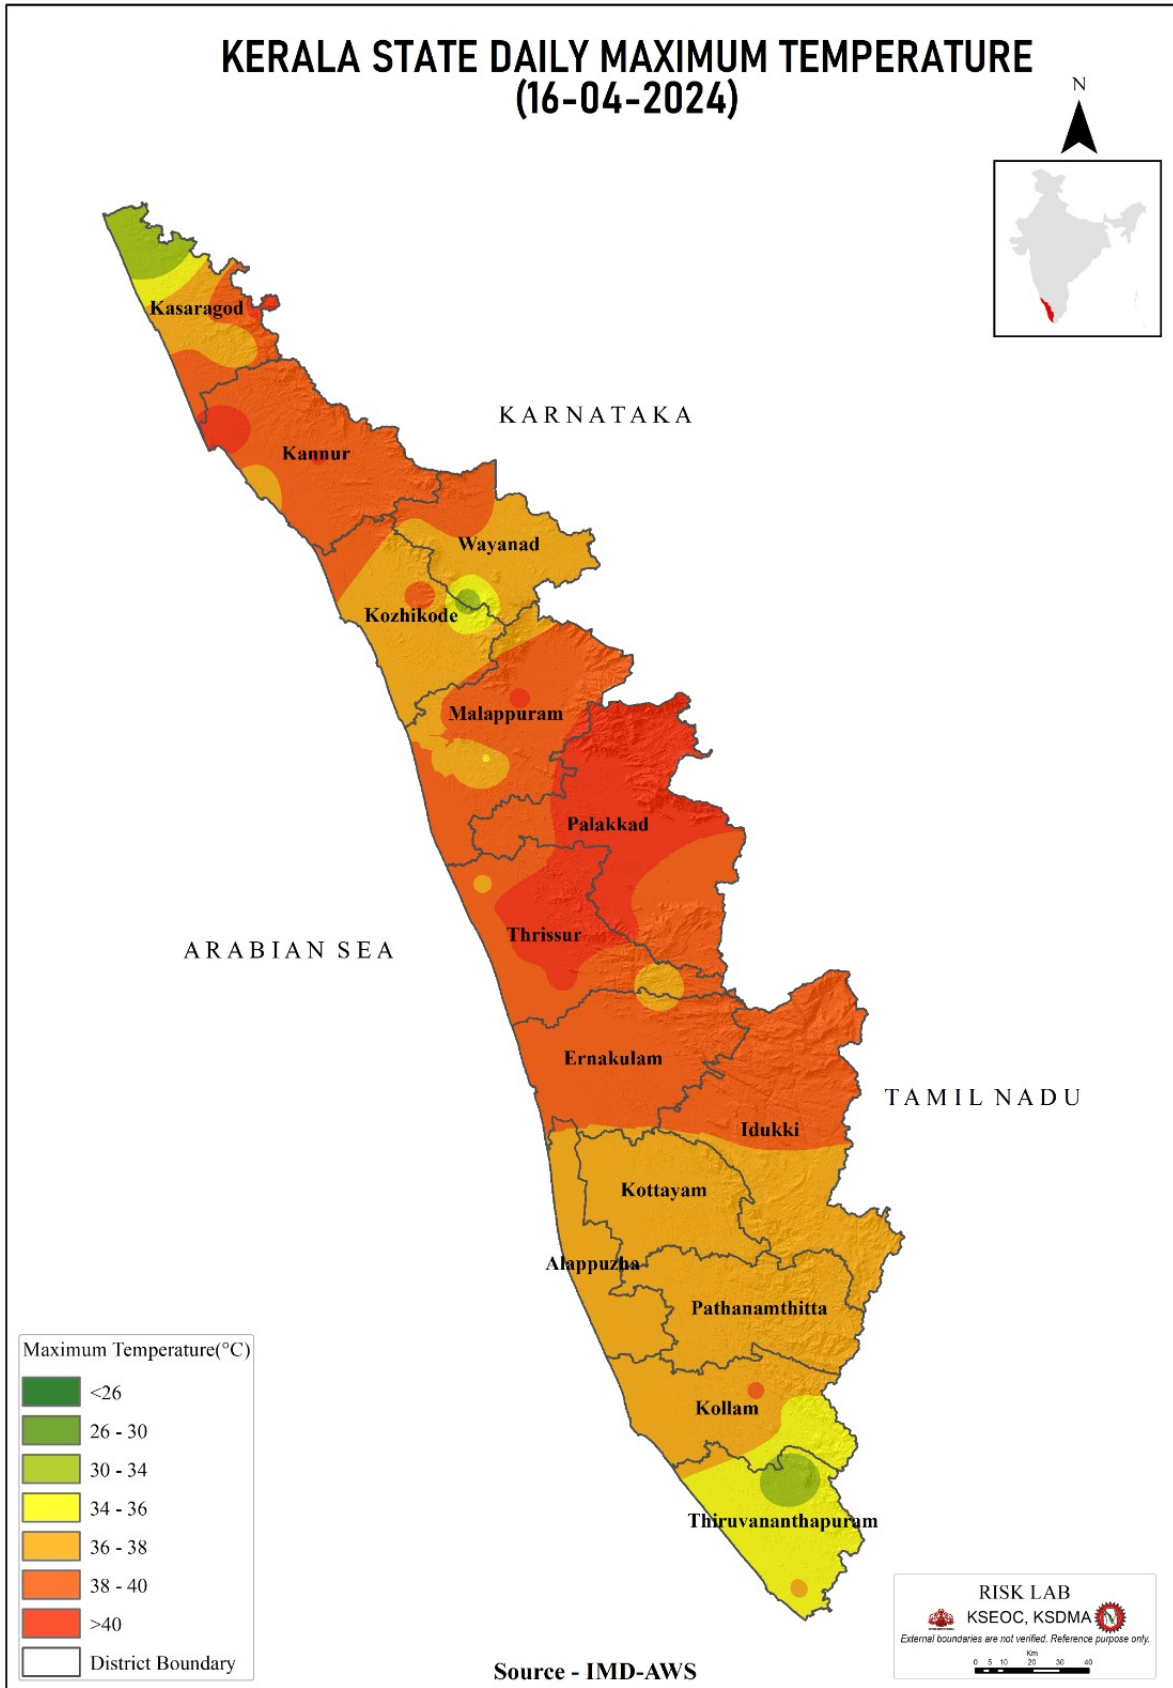 KERALA STATE DAILY MAXIMUM TEMPERATURE
(16-04-2024)
N
Kasaragod
KARNATAKA
Kannur
Wayanad
Kozhikode
Malappuram
Palakkad
Thrissur
ARABIAN SEA
Ernakulam
TAMIL NADU
Idukki
Kottayam
Alappuzha
Pathanamthitta
Kollam
Thiruvananthapuram
Maximum Temperature(°C)
<26
26 - 30
30 - 34
34 - 36
36 - 38
38 - 40
>40
District Boundary
Source - IMD-AWS
RISK LAB
KSEOC, KSDMA
External boundaries are not verified. Reference purpose only.
Km
0 5 10 20 30 40